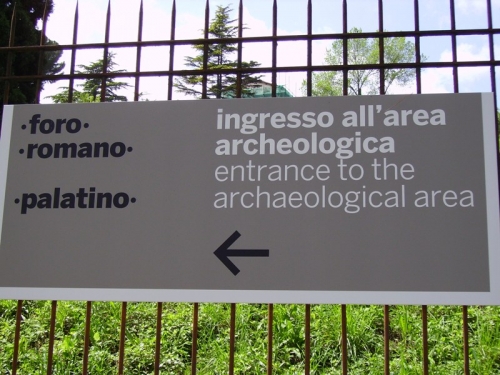 ·foro·
·romano·
·palatino·
ingresso all'area
archeologica
entrance to the
archaeological area